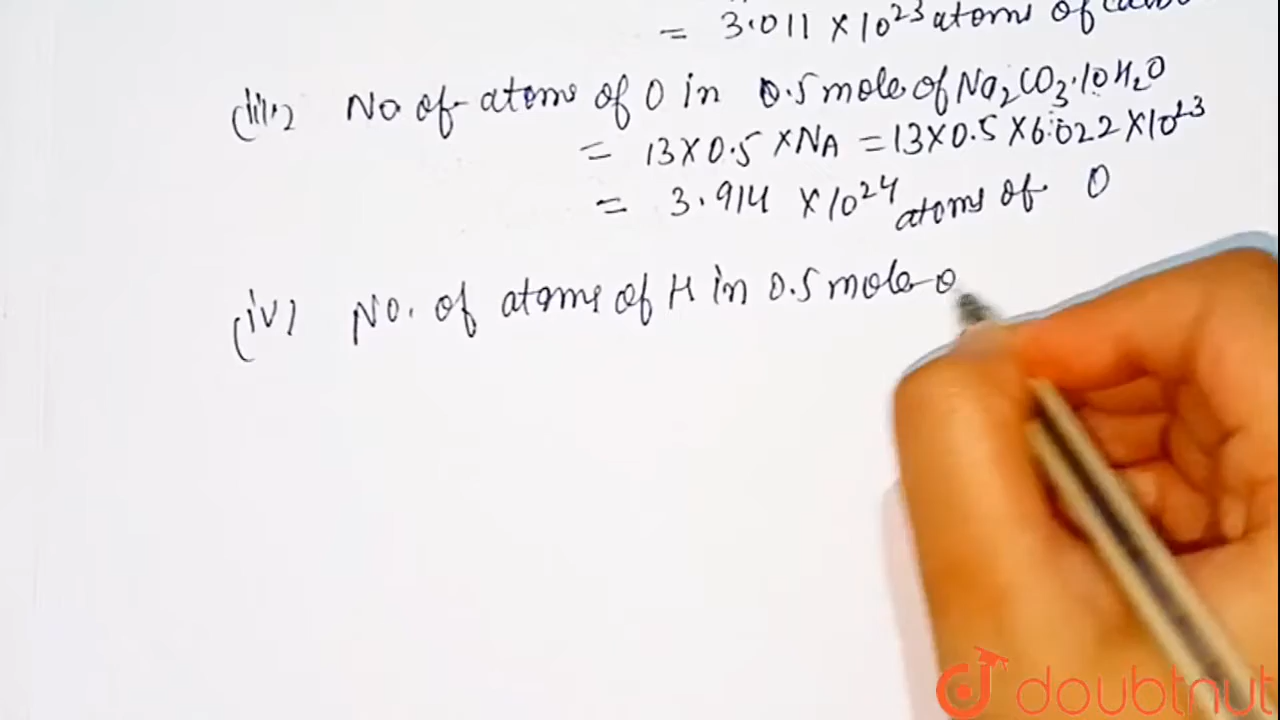 = 3.011 × 10²³ atoms of
(iii) No of atoms of O in 0.5 mole of Na₂CO₃.10H₂O
= 13 × 0.5 × NA = 13 × 0.5 × 6.022 × 10²³
= 3.914 × 10²⁴ atoms of O
(iv) No. of atoms of H in 0.5 mole o
doubtnut